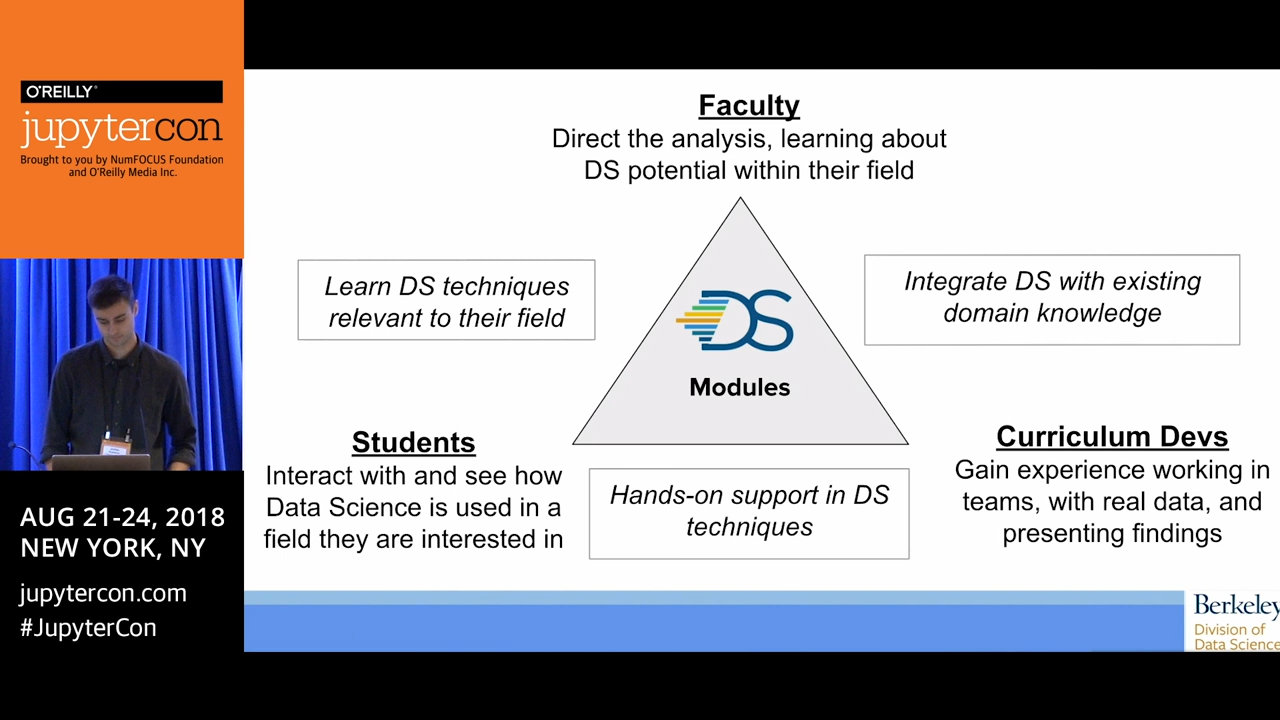 O'REILLY®
jupytercon
Brought to you by NumFOCUS Foundation
and O'Reilly Media Inc.
AUG 21-24, 2018
NEW YORK, NY
jupytercon.com
#JupyterCon
Faculty
Direct the analysis, learning about
DS potential within their field
Learn DS techniques
relevant to their field
Integrate DS with existing
domain knowledge
DS
Modules
Students
Interact with and see how
Data Science is used in a
field they are interested in
Hands-on support in DS
techniques
Curriculum Devs
Gain experience working in
teams, with real data, and
presenting findings
Berkeley
Division of
Data Science